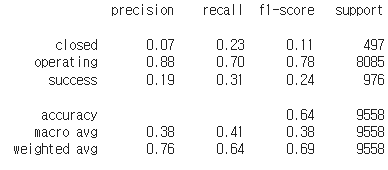 precision recall f1-score support
closed 0.07 0.23 0.11 497
operating 0.88 0.70 0.78 8085
success 0.19 0.31 0.24 976
accuracy 0.64 9558
macro avg 0.38 0.41 0.38 9558
weighted avg 0.76 0.64 0.69 9558